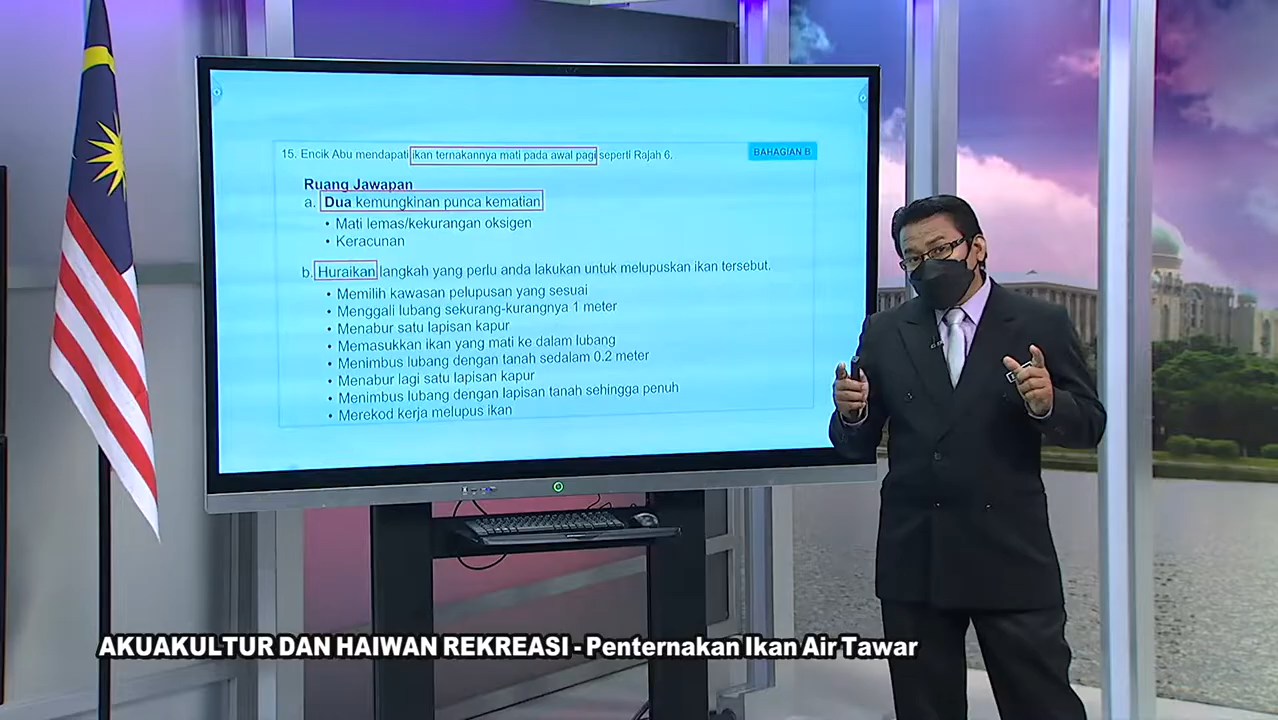 15. Encik Abu mendapati ikan ternakannya mati pada awal pagi seperti Rajah 6.
BAHAGIAN B
Ruang Jawapan
a. Dua kemungkinan punca kematian
• Mati lemas/kekurangan oksigen
• Keracunan
b. Huraikan langkah yang perlu anda lakukan untuk melupuskan ikan tersebut.
• Memilih kawasan pelupusan yang sesuai
• Menggali lubang sekurang-kurangnya 1 meter
• Menabur satu lapisan kapur
• Memasukkan ikan yang mati ke dalam lubang
• Menimbus lubang dengan tanah sedalam 0.2 meter
• Menabur lagi satu lapisan kapur
• Menimbus lubang dengan lapisan tanah sehingga penuh
• Merekod kerja melupus ikan
AKUAKULTUR DAN HAIWAN REKREASI - Penternakan Ikan Air Tawar